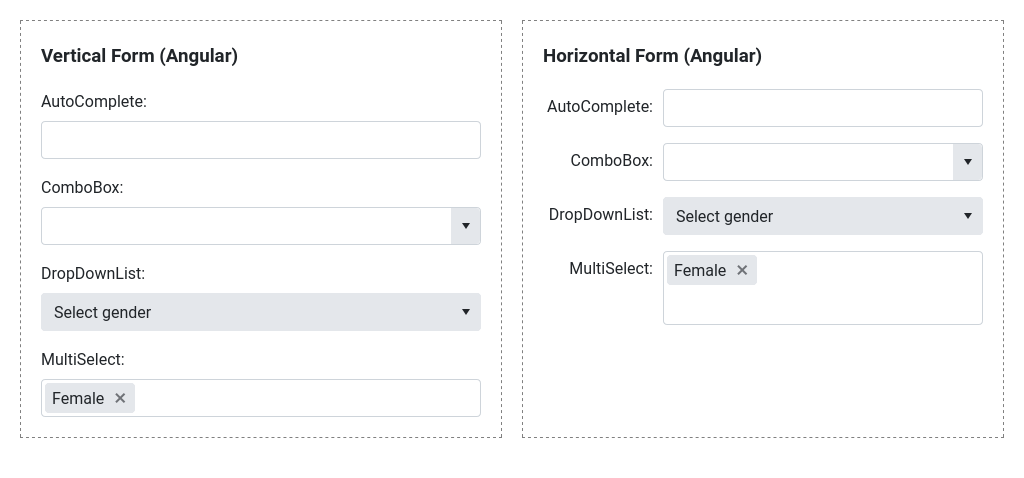 Vertical Form (Angular)
AutoComplete:
ComboBox:
DropDownList:
Select gender
MultiSelect:
Female ✕
Horizontal Form (Angular)
AutoComplete:
ComboBox:
DropDownList:
Select gender
MultiSelect:
Female ✕